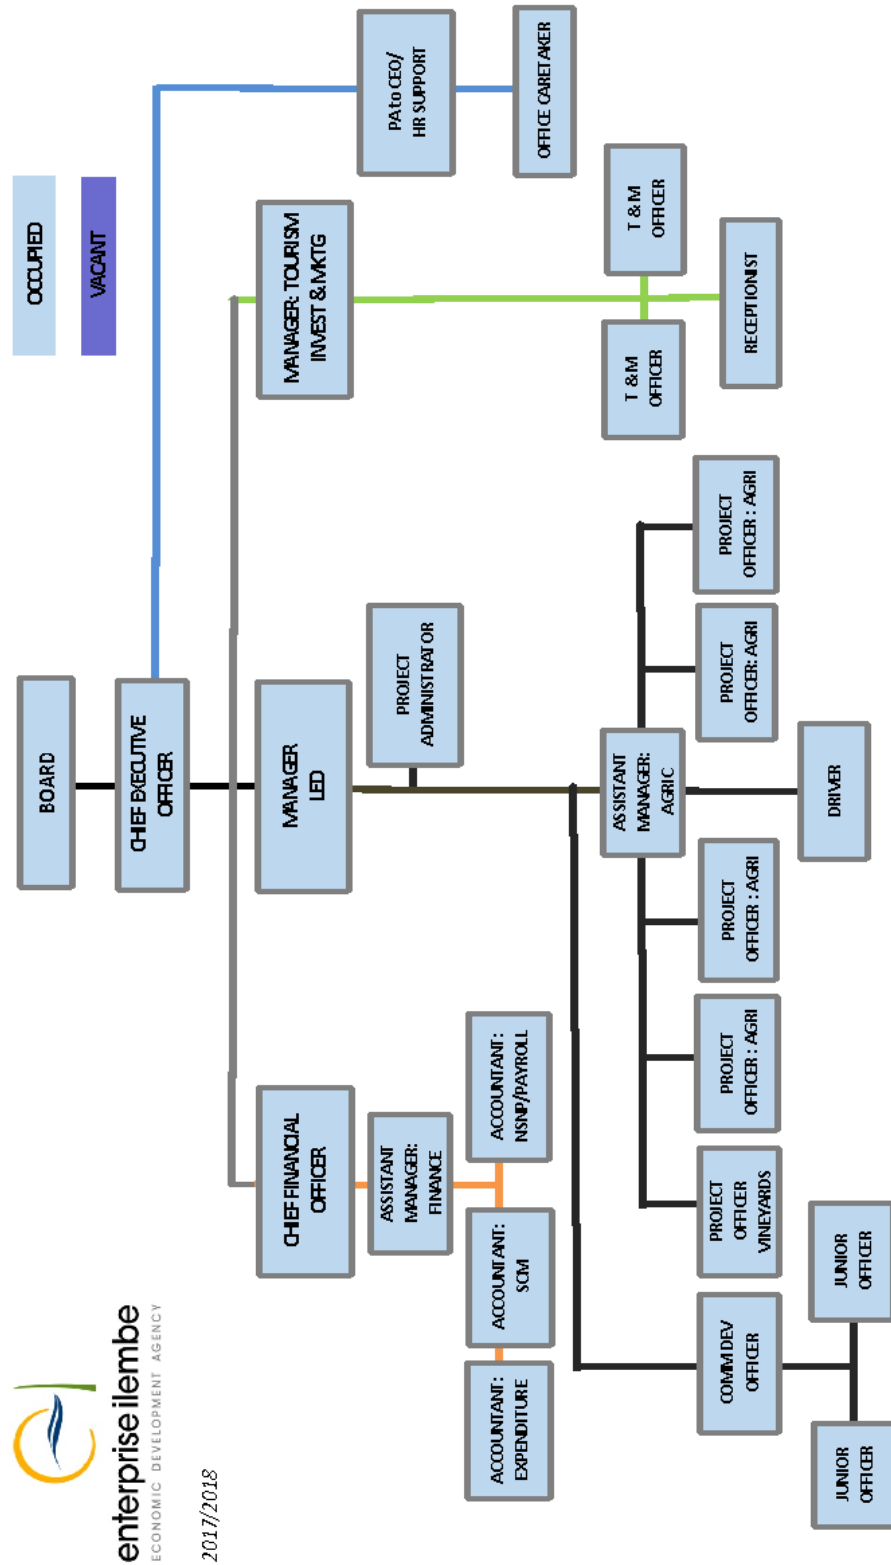 enterprise ilembe
ECONOMIC DEVELOPMENT AGENCY
2017/2018
OCCUPIED
VACANT
BOARD
CHIEF EXECUTIVE
OFFICER
CHIEF FINANCIAL
OFFICER
MANAGER
LED
MANAGER: TOURISM
INVEST & MKTG
PA to CEO/
HR SUPPORT
ASSISTANT
MANAGER:
FINANCE
PROJECT
ADMINISTRATOR
OFFICE CARETAKER
ACCOUNTANT:
EXPENDITURE
ACCOUNTANT:
SCM
ACCOUNTANT:
NSNP/PAYROLL
ASSISTANT
MANAGER:
AGRIC
T & M
OFFICER
T & M
OFFICER
COMM DEV
OFFICER
PROJECT
OFFICER
VINEYARDS
PROJECT
OFFICER : AGRI
PROJECT
OFFICER : AGRI
PROJECT
OFFICER: AGRI
PROJECT
OFFICER : AGRI
RECEPTIONIST
JUNIOR
OFFICER
JUNIOR
OFFICER
DRIVER